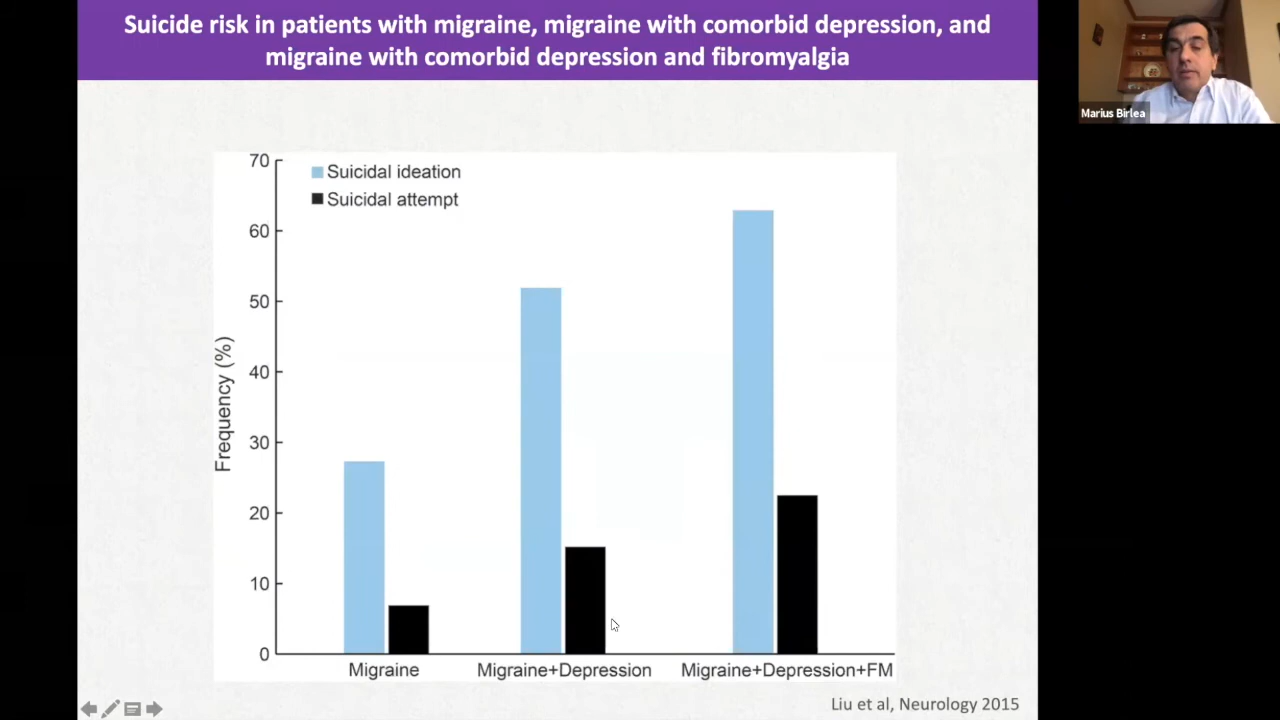 Suicide risk in patients with migraine, migraine with comorbid depression, and
migraine with comorbid depression and fibromyalgia
Marius Birlea
Suicidal ideation
Suicidal attempt
Frequency (%)
70
60
50
40
30
20
10
0
Migraine Migraine+Depression Migraine+Depression+FM
Liu et al, Neurology 2015